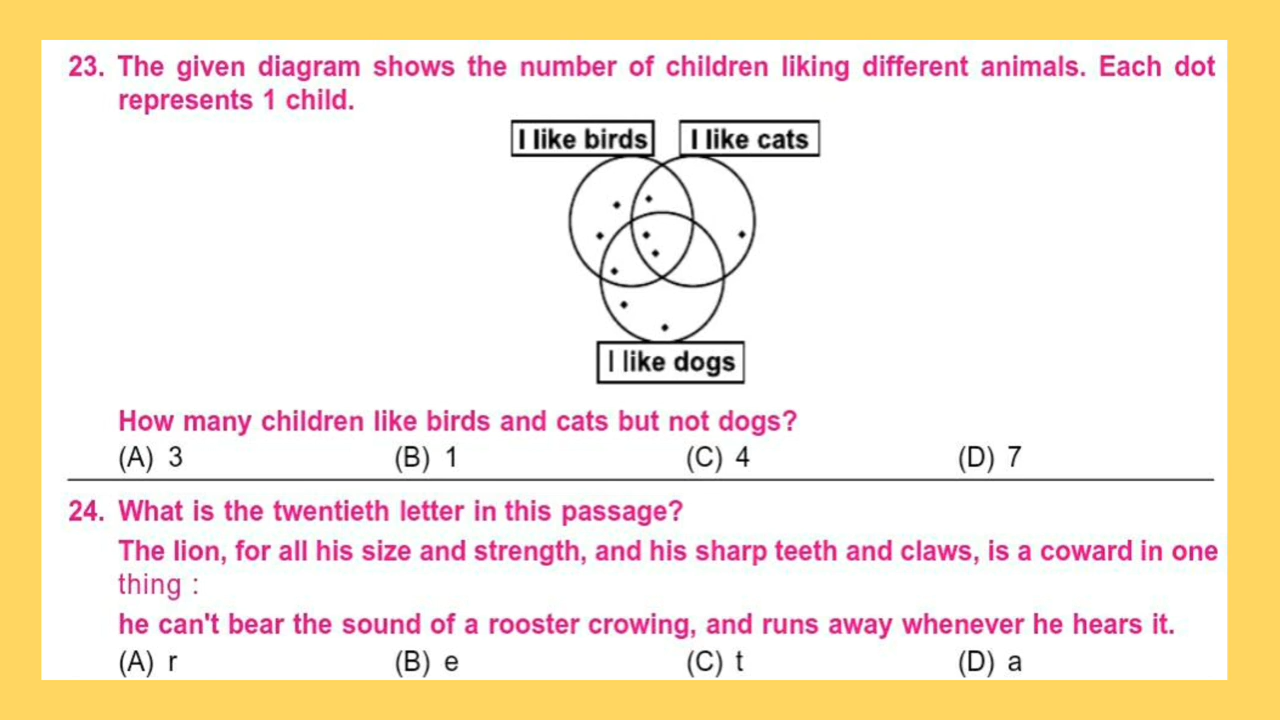 23. The given diagram shows the number of children liking different animals. Each dot
represents 1 child.
I like birds I like cats
I like dogs
How many children like birds and cats but not dogs?
(A) 3 (B) 1 (C) 4 (D) 7
24. What is the twentieth letter in this passage?
The lion, for all his size and strength, and his sharp teeth and claws, is a coward in one
thing :
he can't bear the sound of a rooster crowing, and runs away whenever he hears it.
(A) r (B) e (C) t (D) a